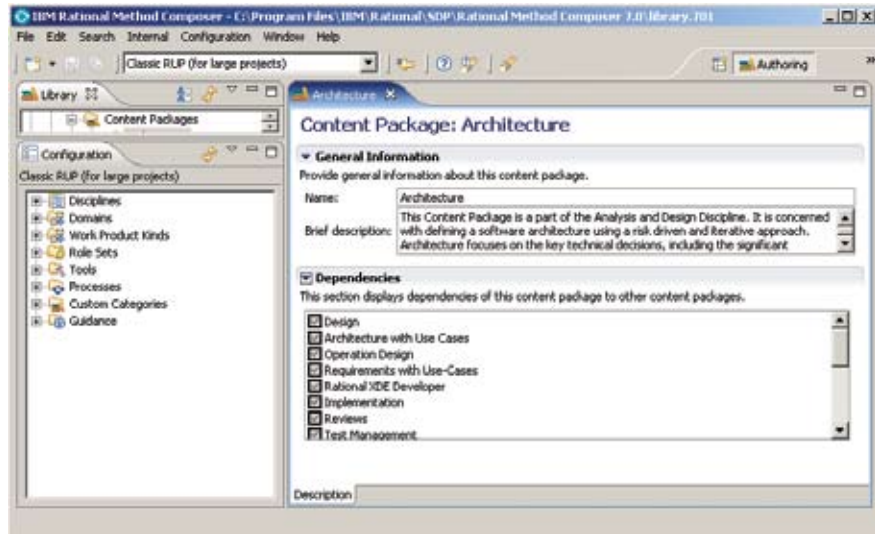 IBM Rational Method Composer - C:\Program Files\IBM\Rational\SDP\Rational Method Composer 7.0\library.701
File Edit Search Internal Configuration Window Help
Classic RUP (for large projects)
Authoring
Library
Content Packages
Configuration
Classic RUP (for large projects)
Disciplines
Domains
Work Product Kinds
Role Sets
Tools
Processes
Custom Categories
Guidance
Architecture
Content Package: Architecture
General Information
Provide general information about this content package.
Name: Architecture
Brief description: This Content Package is a part of the Analysis and Design Discipline. It is concerned
with defining a software architecture using a risk driven and iterative approach.
Architecture focuses on the key technical decisions, including the significant
Dependencies
This section displays dependencies of this content package to other content packages.
Design
Architecture with Use Cases
Operation Design
Requirements with Use-Cases
Rational XDE Developer
Implementation
Reviews
Test Management
Description